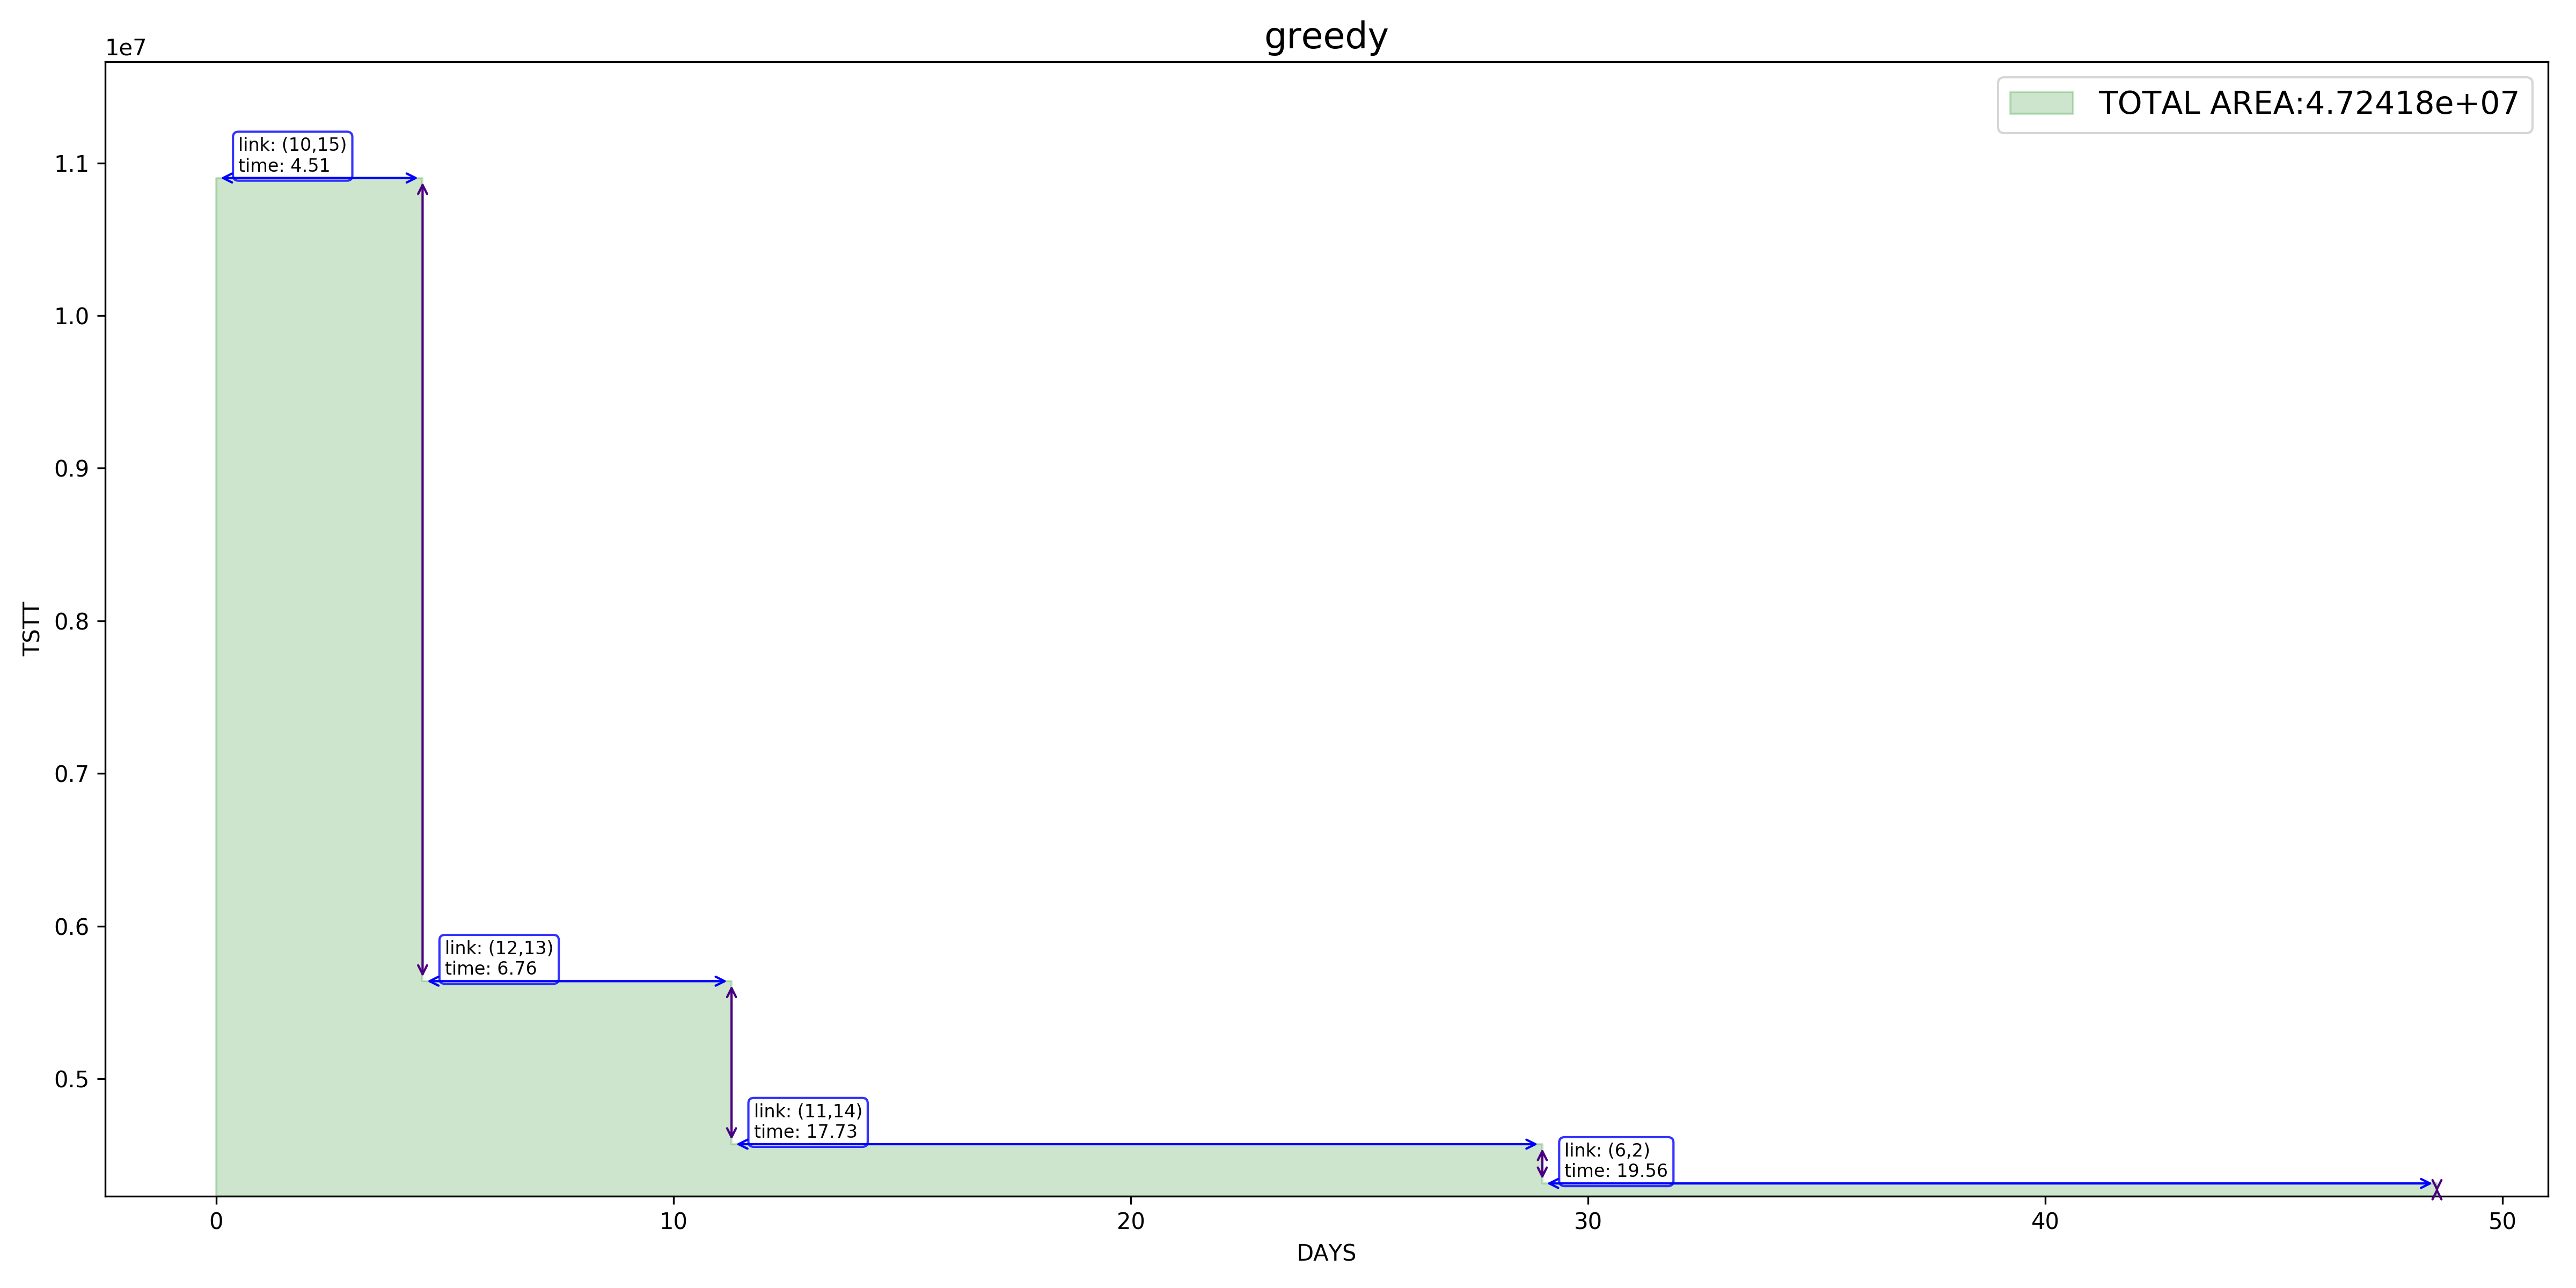 greedy
1e7
TOTAL AREA:4.72418e+07
1.1
1.0
0.9
0.8
0.7
0.6
0.5
TSTT
link: (10,15)
time: 4.51
link: (12,13)
time: 6.76
link: (11,14)
time: 17.73
link: (6,2)
time: 19.56
0
10
20
30
40
50
DAYS